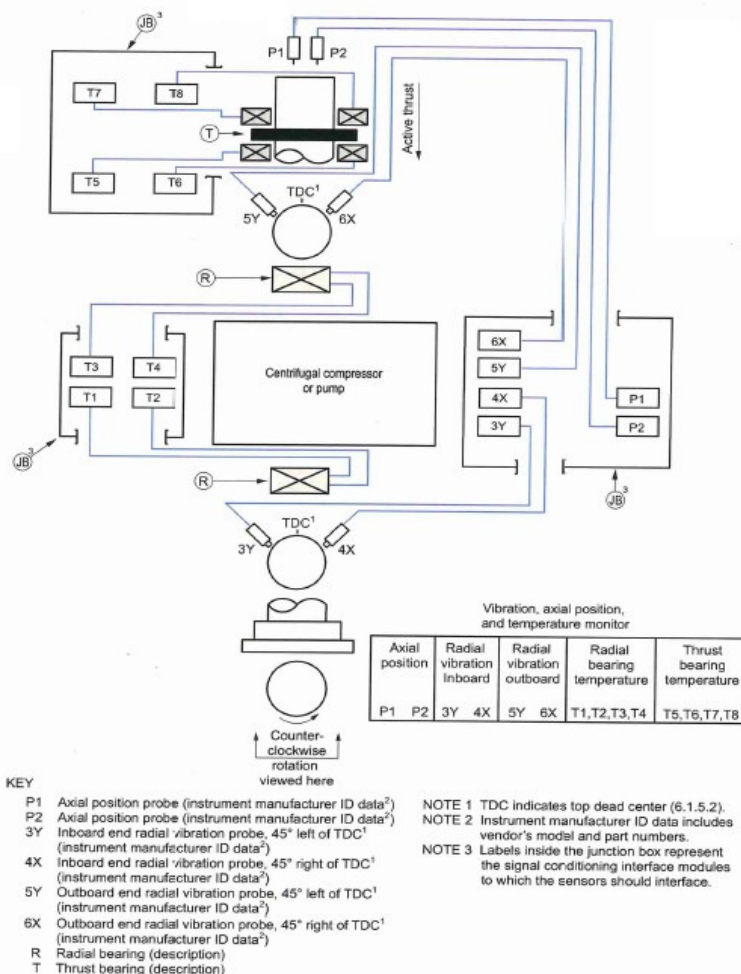 JB³
P1
P2
T7
T8
T
Active thrust
T5
T6
TDC¹
5Y
6X
R
6X
T3
T4
5Y
Centrifugal compressor
or pump
T1
T2
4X
P1
3Y
P2
JB³
R
JB³
TDC¹
3Y
4X
Vibration, axial position,
and temperature monitor
Axial
position
P1 P2
Radial
vibration
Inboard
3Y 4X
Radial
vibration
outboard
5Y 6X
Radial
bearing
temperature
T1,T2,T3,T4
Thrust
bearing
temperature
T5,T6,T7,T8
Counter-
clockwise
rotation
viewed here
KEY
P1 Axial position probe (instrument manufacturer ID data²)
P2 Axial position probe (instrument manufacturer ID data²)
3Y Inboard end radial vibration probe, 45° left of TDC¹
(instrument manufacturer ID data²)
4X Inboard end radial vibration probe, 45° right of TDC¹
(instrument manufacturer ID data²)
5Y Outboard end radial vibration probe, 45° left of TDC¹
(instrument manufacturer ID data²)
6X Outboard end radial vibration probe, 45° right of TDC¹
(instrument manufacturer ID data²)
R Radial bearing (description)
T Thrust bearing (description)
NOTE 1 TDC indicates top dead center (6.1.5.2).
NOTE 2 Instrument manufacturer ID data includes
vendor's model and part numbers.
NOTE 3 Labels inside the junction box represent
the signal conditioning interface modules
to which the sensors should interface.